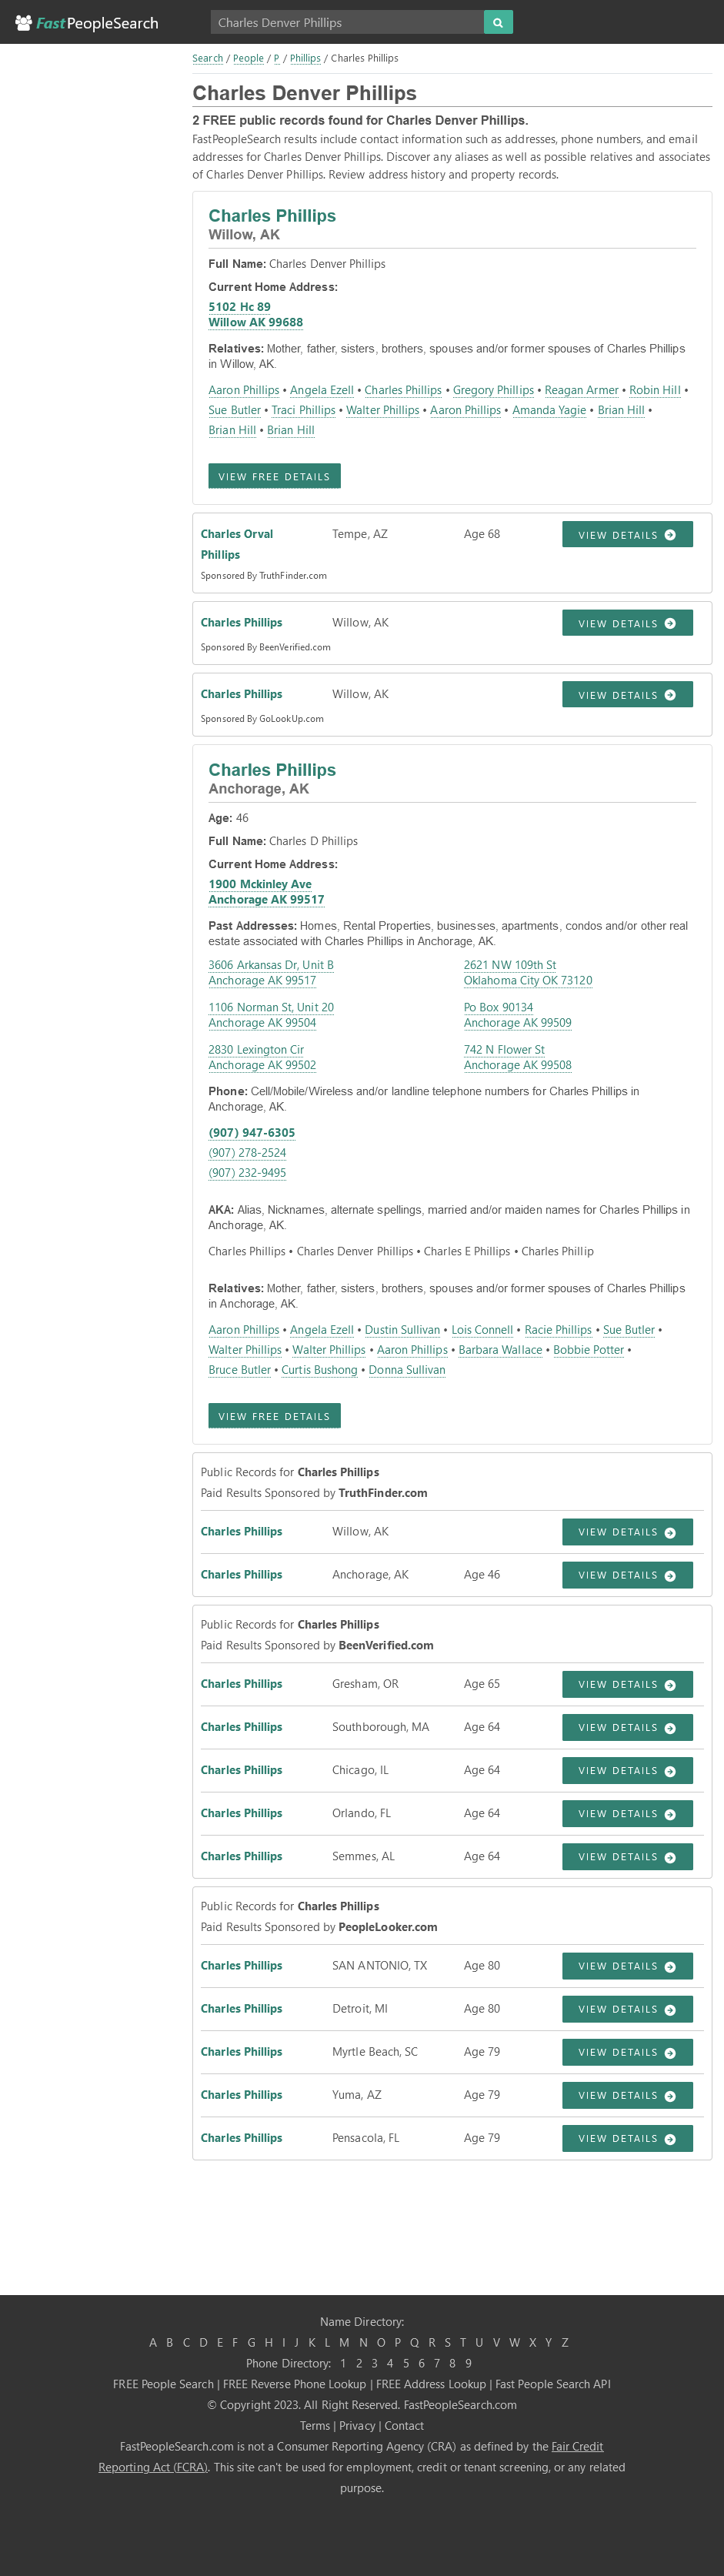 FastPeopleSearch
Charles Denver Phillips
Search / People / P / Phillips / Charles Phillips
Charles Denver Phillips
2 FREE public records found for Charles Denver Phillips.
FastPeopleSearch results include contact information such as addresses, phone numbers, and email
addresses for Charles Denver Phillips. Discover any aliases as well as possible relatives and associates
of Charles Denver Phillips. Review address history and property records.
Charles Phillips
Willow, AK
Full Name: Charles Denver Phillips
Current Home Address:
5102 Hc 89
Willow AK 99688
Relatives: Mother, father, sisters, brothers, spouses and/or former spouses of Charles Phillips
in Willow, AK.
Aaron Phillips • Angela Ezell • Charles Phillips • Gregory Phillips • Reagan Armer • Robin Hill •
Sue Butler • Traci Phillips • Walter Phillips • Aaron Phillips • Amanda Yagie • Brian Hill •
Brian Hill • Brian Hill
VIEW FREE DETAILS
Charles Orval Phillips Tempe, AZ Age 68 VIEW DETAILS
Sponsored By TruthFinder.com
Charles Phillips Willow, AK VIEW DETAILS
Sponsored By BeenVerified.com
Charles Phillips Willow, AK VIEW DETAILS
Sponsored By GoLookUp.com
Charles Phillips
Anchorage, AK
Age: 46
Full Name: Charles D Phillips
Current Home Address:
1900 Mckinley Ave
Anchorage AK 99517
Past Addresses: Homes, Rental Properties, businesses, apartments, condos and/or other real
estate associated with Charles Phillips in Anchorage, AK.
3606 Arkansas Dr, Unit B
Anchorage AK 99517
2621 NW 109th St
Oklahoma City OK 73120
1106 Norman St, Unit 20
Anchorage AK 99504
Po Box 90134
Anchorage AK 99509
2830 Lexington Cir
Anchorage AK 99502
742 N Flower St
Anchorage AK 99508
Phone: Cell/Mobile/Wireless and/or landline telephone numbers for Charles Phillips in
Anchorage, AK.
(907) 947-6305
(907) 278-2524
(907) 232-9495
AKA: Alias, Nicknames, alternate spellings, married and/or maiden names for Charles Phillips in
Anchorage, AK.
Charles Phillips • Charles Denver Phillips • Charles E Phillips • Charles Phillip
Relatives: Mother, father, sisters, brothers, spouses and/or former spouses of Charles Phillips
in Anchorage, AK.
Aaron Phillips • Angela Ezell • Dustin Sullivan • Lois Connell • Racie Phillips • Sue Butler •
Walter Phillips • Walter Phillips • Aaron Phillips • Barbara Wallace • Bobbie Potter •
Bruce Butler • Curtis Bushong • Donna Sullivan
VIEW FREE DETAILS
Public Records for Charles Phillips
Paid Results Sponsored by TruthFinder.com
Charles Phillips Willow, AK VIEW DETAILS
Charles Phillips Anchorage, AK Age 46 VIEW DETAILS
Public Records for Charles Phillips
Paid Results Sponsored by BeenVerified.com
Charles Phillips Gresham, OR Age 65 VIEW DETAILS
Charles Phillips Southborough, MA Age 64 VIEW DETAILS
Charles Phillips Chicago, IL Age 64 VIEW DETAILS
Charles Phillips Orlando, FL Age 64 VIEW DETAILS
Charles Phillips Semmes, AL Age 64 VIEW DETAILS
Public Records for Charles Phillips
Paid Results Sponsored by PeopleLooker.com
Charles Phillips SAN ANTONIO, TX Age 80 VIEW DETAILS
Charles Phillips Detroit, MI Age 80 VIEW DETAILS
Charles Phillips Myrtle Beach, SC Age 79 VIEW DETAILS
Charles Phillips Yuma, AZ Age 79 VIEW DETAILS
Charles Phillips Pensacola, FL Age 79 VIEW DETAILS
Name Directory:
A B C D E F G H I J K L M N O P Q R S T U V W X Y Z
Phone Directory: 1 2 3 4 5 6 7 8 9
FREE People Search | FREE Reverse Phone Lookup | FREE Address Lookup | Fast People Search API
© Copyright 2023. All Right Reserved. FastPeopleSearch.com
Terms | Privacy | Contact
FastPeopleSearch.com is not a Consumer Reporting Agency (CRA) as defined by the Fair Credit
Reporting Act (FCRA). This site can't be used for employment, credit or tenant screening, or any related
purpose.